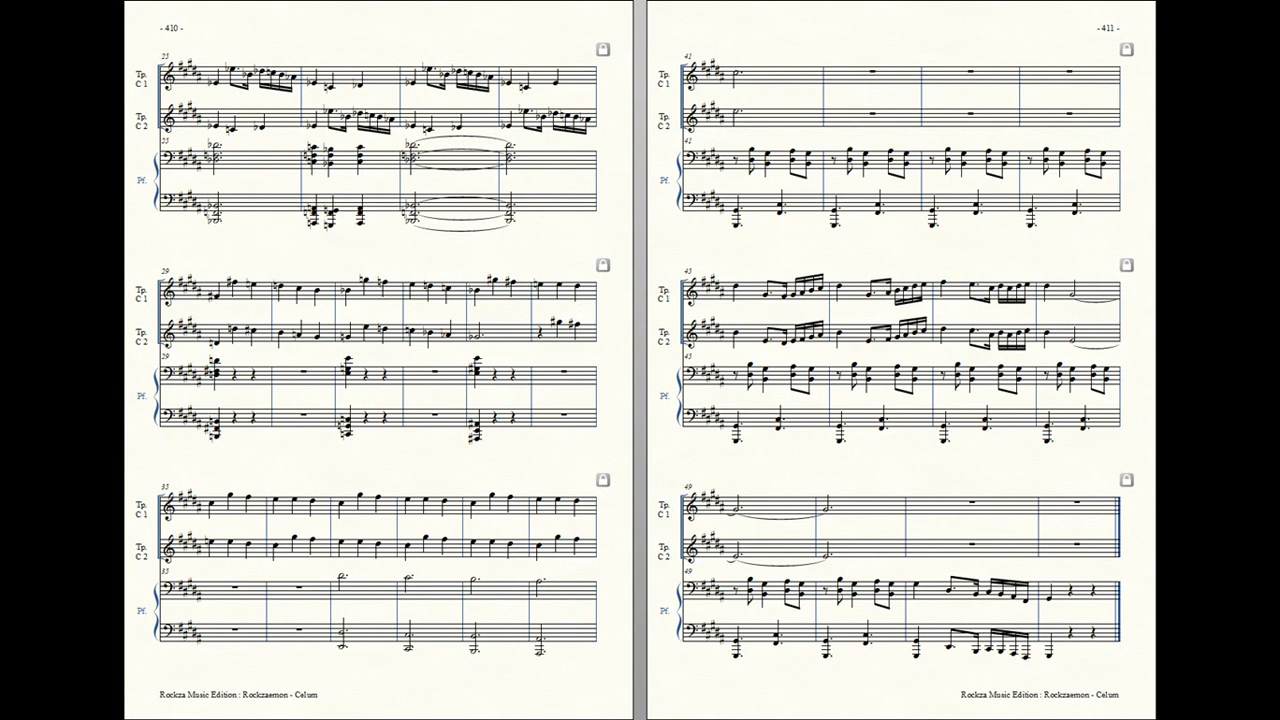 - 410 -
25
Tp.
C 1
Tp.
C 2
25
Pf.
29
Tp.
C 1
Tp.
C 2
29
Pf.
35
Tp.
C 1
Tp.
C 2
35
Pf.
Rockza Music Edition : Rockzaemon - Celum
- 411 -
41
Tp.
C 1
Tp.
C 2
41
Pf.
45
Tp.
C 1
Tp.
C 2
45
Pf.
49
Tp.
C 1
Tp.
C 2
49
Pf.
Rockza Music Edition : Rockzaemon - Celum